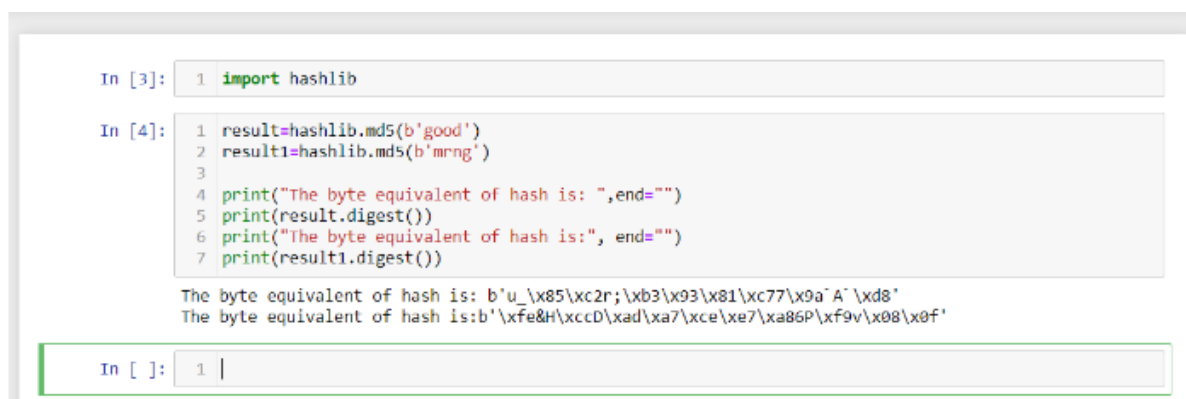 In [3]: 1 import hashlib
In [4]: 1 result=hashlib.md5(b'good')
2 result1=hashlib.md5(b'mrng')
3
4 print("The byte equivalent of hash is: ",end="")
5 print(result.digest())
6 print("The byte equivalent of hash is:", end="")
7 print(result1.digest())
The byte equivalent of hash is: b'u_\x85\xc2r;\xb3\x93\x81\xc77\x9a`A`\xd8'
The byte equivalent of hash is:b'\xfe&H\xccD\xad\xa7\xce\xe7\xa86P\xf9v\x08\x0f'
In [ ]: 1